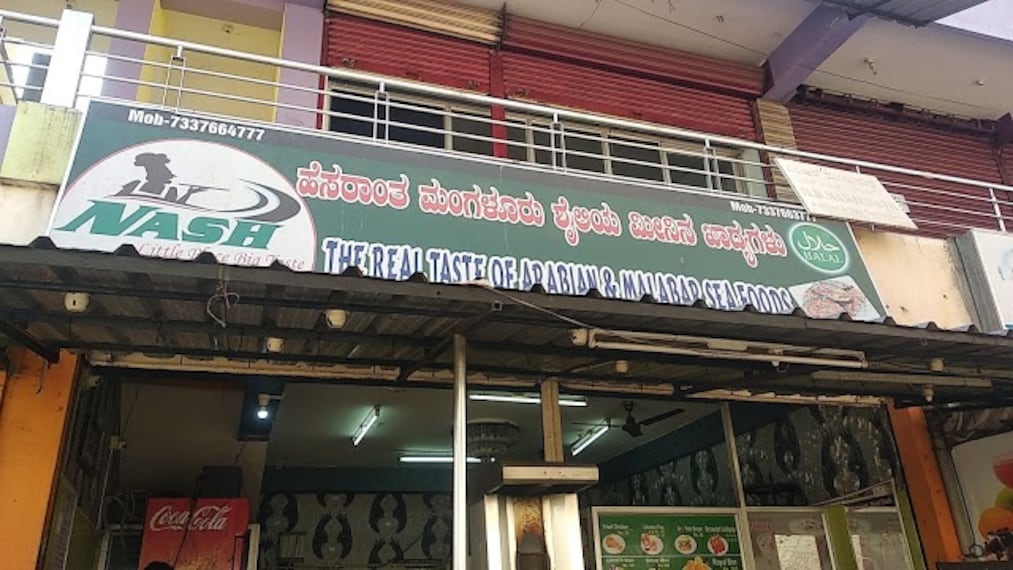 Mob-7337664777
NASH
Little Place Big Taste
ಹೆಸರಾಂತ ಮಂಗಳೂರು ಶೈಲಿಯ ಮೀನಿನ ಖಾದ್ಯಗಳು
THE REAL TASTE OF ARABIAN & MALABAR SEA FOODS
Mob-7337663777
حلال
HALAL
Coca-Cola